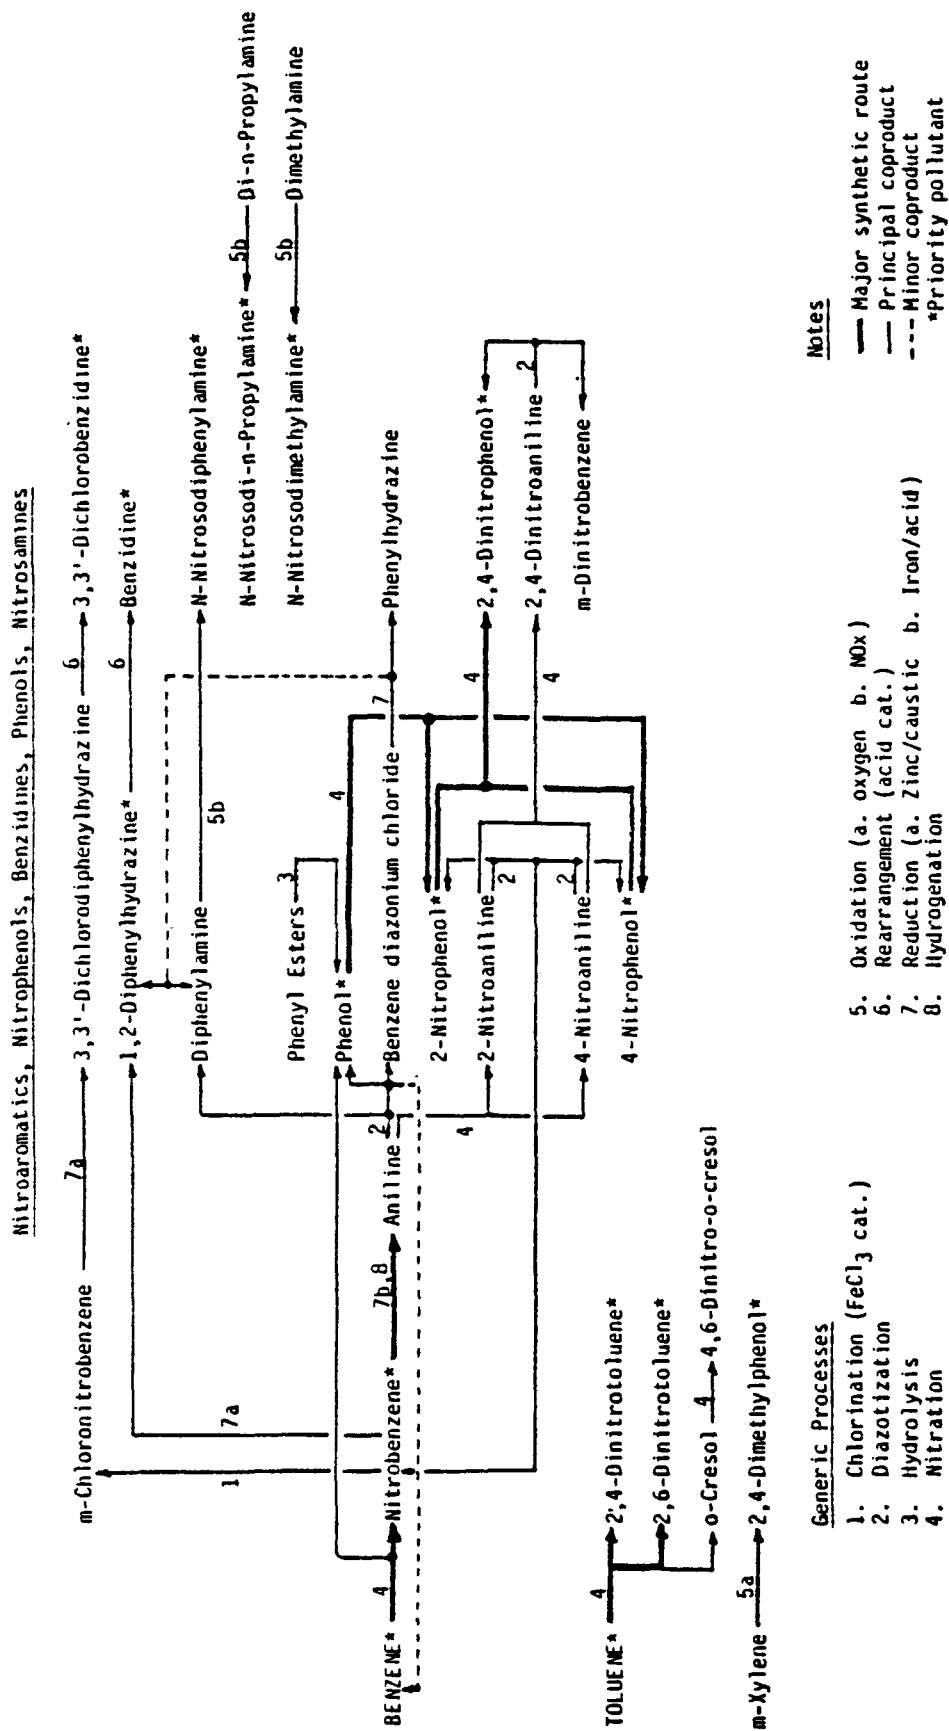 Nitroaromatics, Nitrophenols, Benzidines, Phenols, Nitrosamines
m-Chloronitrobenzene 7a 3,3'-Dichlorodiphenylhydrazine 6 3,3'-Dichlorobenzidine*
1,2-Diphenylhydrazine* 6 Benzidine*
7a
1
Diphenylamine 5b N-Nitrosodiphenylamine*
N-Nitrosodi-n-Propylamine* 5b Di-n-Propylamine
N-Nitrosodimethylamine* 5b Dimethylamine
Phenyl Esters 3
Phenol* 4
BENZENE* 4 Nitrobenzene* 7b,8 Aniline 2 Benzene diazonium chloride 7 Phenylhydrazine
4
2-Nitrophenol* 4 2,4-Dinitrophenol*
2-Nitroaniline 2 2,4-Dinitroaniline 2
4-Nitroaniline 2 4 m-Dinitrobenzene
4-Nitrophenol*
TOLUENE* 4 2,4-Dinitrotoluene*
2,6-Dinitrotoluene*
o-Cresol 4 4,6-Dinitro-o-cresol
m-Xylene 5a 2,4-Dimethylphenol*
Generic Processes
1. Chlorination (FeCl3 cat.)
2. Diazotization
3. Hydrolysis
4. Nitration
5. Oxidation (a. oxygen b. NOx)
6. Rearrangement (acid cat.)
7. Reduction (a. Zinc/caustic b. Iron/acid)
8. Hydrogenation
Notes
Major synthetic route
Principal coproduct
Minor coproduct
*Priority pollutant